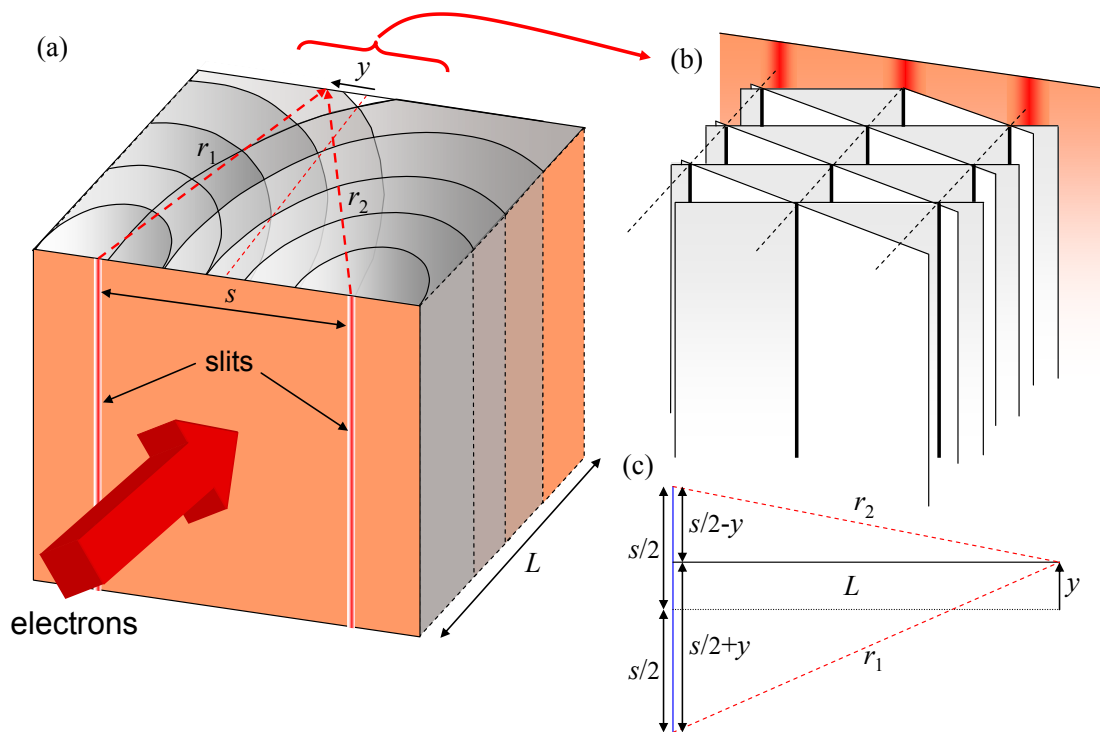 (a)
y
(b)
r1
r2
s
slits
L
electrons
(c)
s/2
s/2-y
r2
L
y
s/2
s/2+y
r1